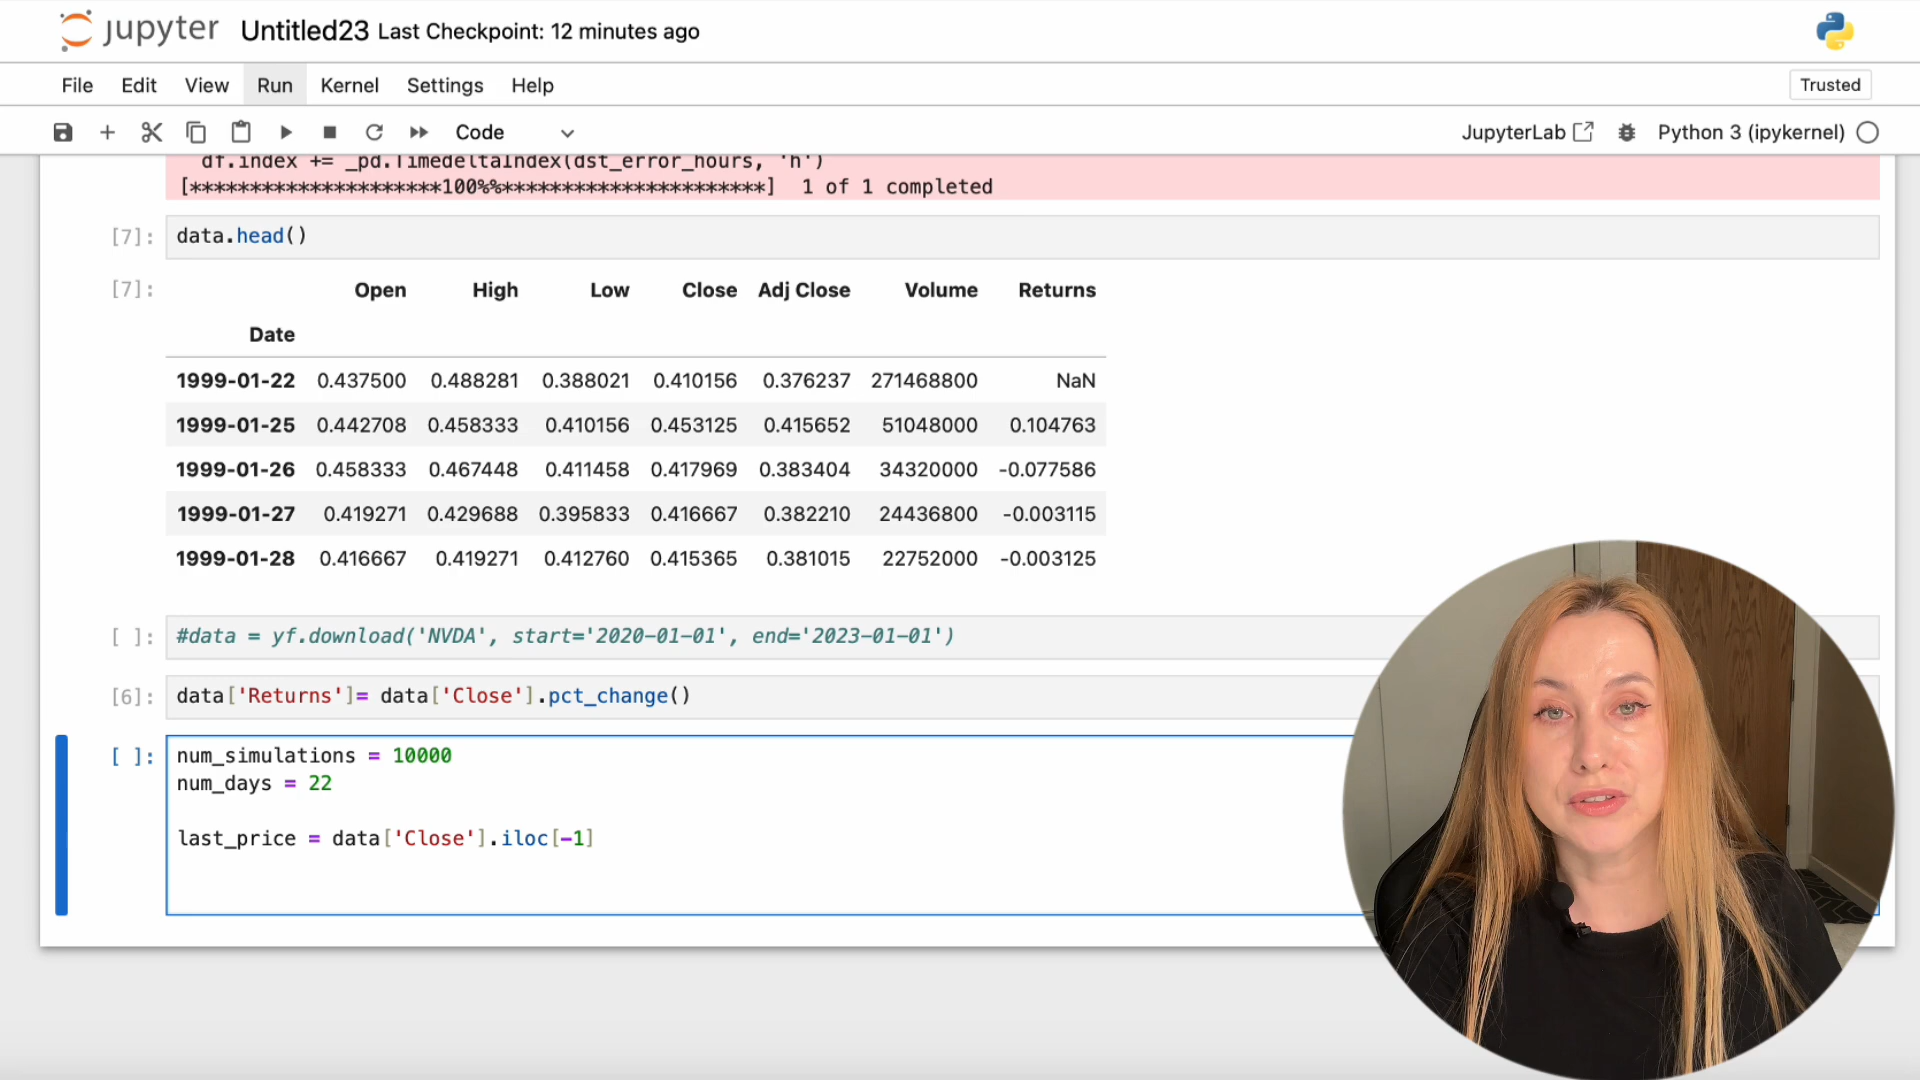 jupyter Untitled23 Last Checkpoint: 12 minutes ago
File Edit View Run Kernel Settings Help Trusted
Code JupyterLab Python 3 (ipykernel)
df.index += _pd.TimedeltaIndex(dst_error_hours, 'h')
[*********************100%%**********************]  1 of 1 completed
[7]: data.head()
[7]: Open High Low Close Adj Close Volume Returns
Date
1999-01-22 0.437500 0.488281 0.388021 0.410156 0.376237 271468800 NaN
1999-01-25 0.442708 0.458333 0.410156 0.453125 0.415652 51048000 0.104763
1999-01-26 0.458333 0.467448 0.411458 0.417969 0.383404 34320000 -0.077586
1999-01-27 0.419271 0.429688 0.395833 0.416667 0.382210 24436800 -0.003115
1999-01-28 0.416667 0.419271 0.412760 0.415365 0.381015 22752000 -0.003125
[ ]: #data = yf.download('NVDA', start='2020-01-01', end='2023-01-01')
[6]: data['Returns']= data['Close'].pct_change()
[ ]: num_simulations = 10000
num_days = 22
last_price = data['Close'].iloc[-1]